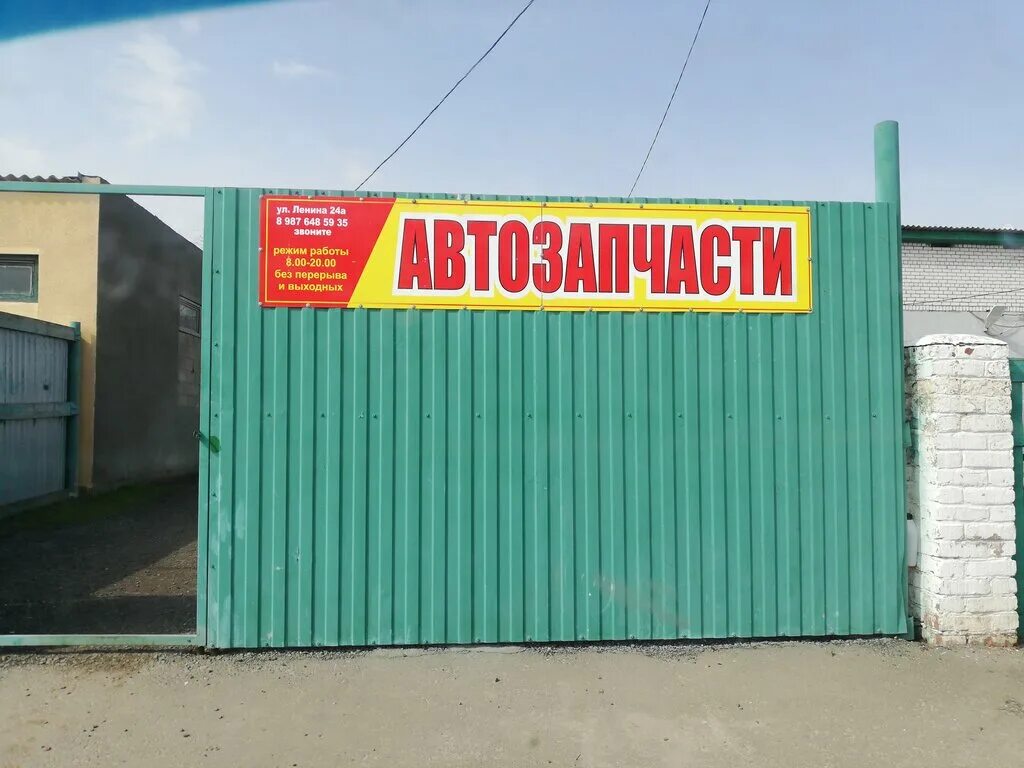 ул. Ленина 24а
8 987 648 59 35
звоните
режим работы
8.00-20.00
без перерыва
и выходных
АВТОЗАПЧАСТИ